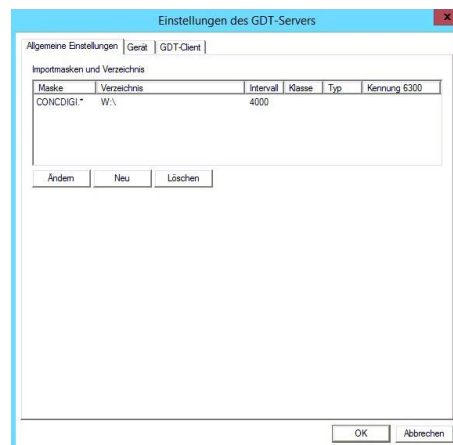 Einstellungen des GDT-Servers
x
Allgemeine Einstellungen Gerät GDT-Client
Importmasken und Verzeichnis
Maske Verzeichnis Intervall Klasse Typ Kennung 6300
CONCDIGI.* W:\ 4000
Ändern Neu Löschen
OK Abbrechen